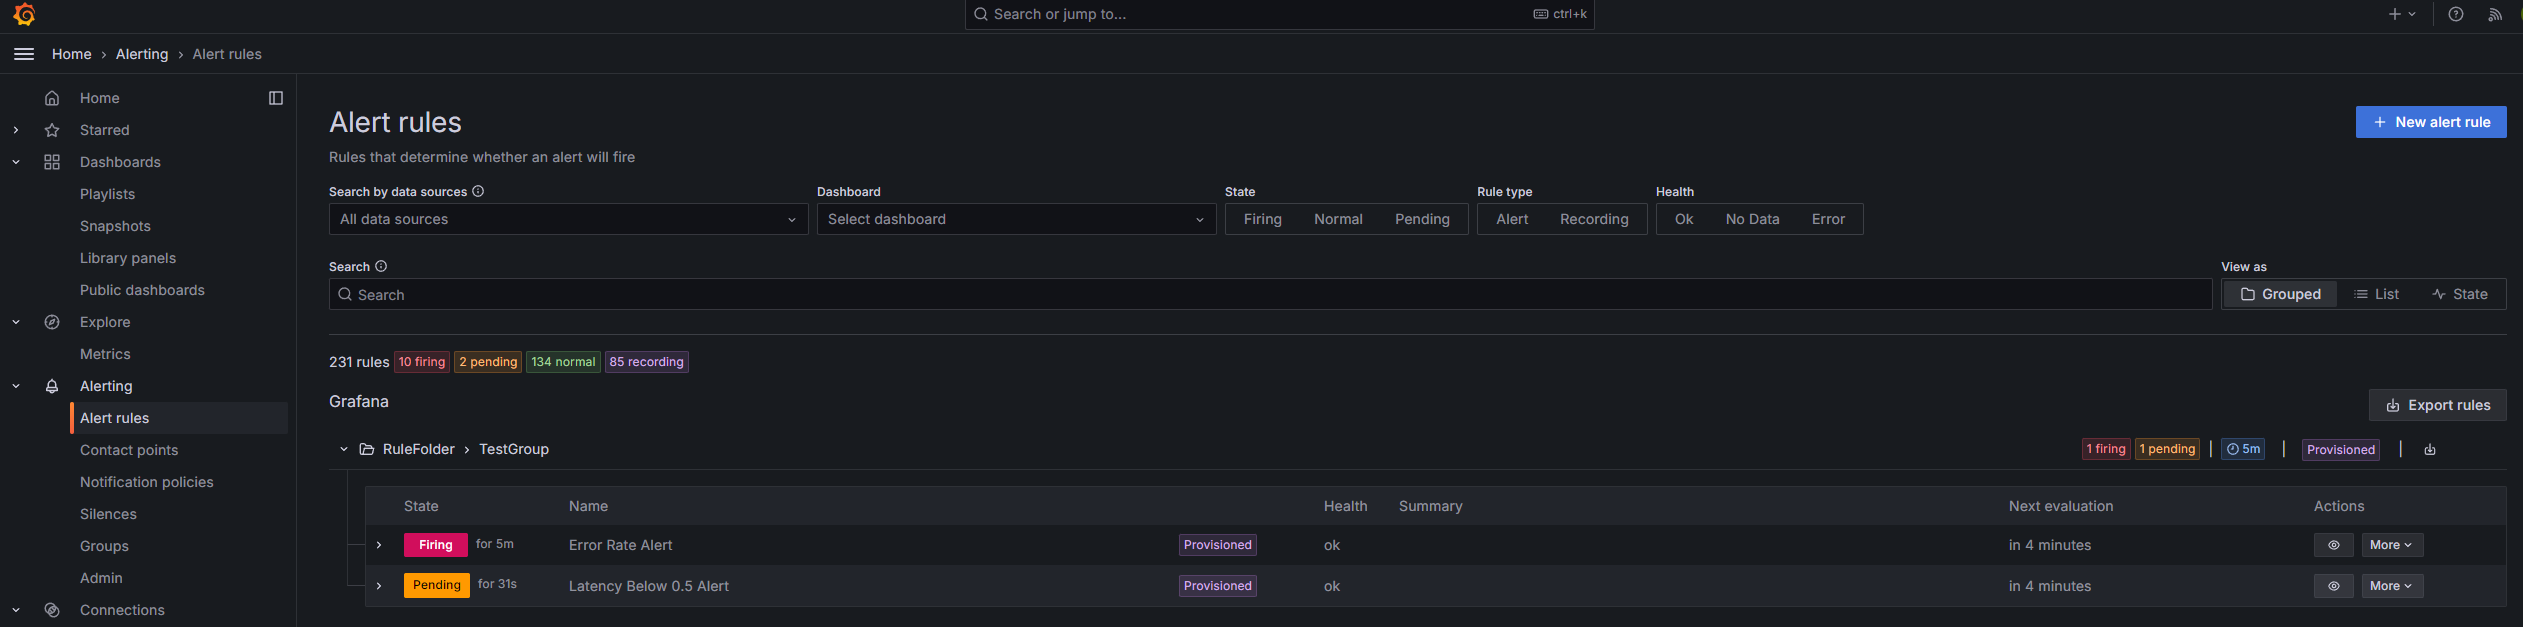 Search or jump to... ctrl+k
Home › Alerting › Alert rules
Home
Starred
Dashboards
Playlists
Snapshots
Library panels
Public dashboards
Explore
Metrics
Alerting
Alert rules
Contact points
Notification policies
Silences
Groups
Admin
Connections
Alert rules
New alert rule
Rules that determine whether an alert will fire
Search by data sources Dashboard State Rule type Health
All data sources Select dashboard Firing Normal Pending Alert Recording Ok No Data Error
Search View as
Search Grouped List State
231 rules 10 firing 2 pending 134 normal 85 recording
Grafana Export rules
RuleFolder › TestGroup 1 firing 1 pending 5m Provisioned
State Name Health Summary Next evaluation Actions
Firing for 5m Error Rate Alert Provisioned ok in 4 minutes More
Pending for 31s Latency Below 0.5 Alert Provisioned ok in 4 minutes More